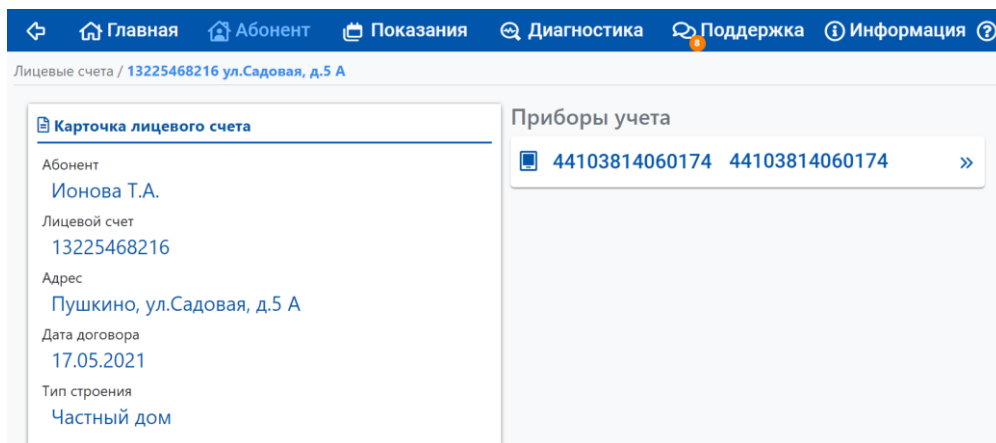 Главная Абонент Показания Диагностика Поддержка 8 Информация ?
Лицевые счета / 13225468216 ул.Садовая, д.5 А
Карточка лицевого счета
Абонент
Ионова Т.А.
Лицевой счет
13225468216
Адрес
Пушкино, ул.Садовая, д.5 А
Дата договора
17.05.2021
Тип строения
Частный дом
Приборы учета
44103814060174 44103814060174 »